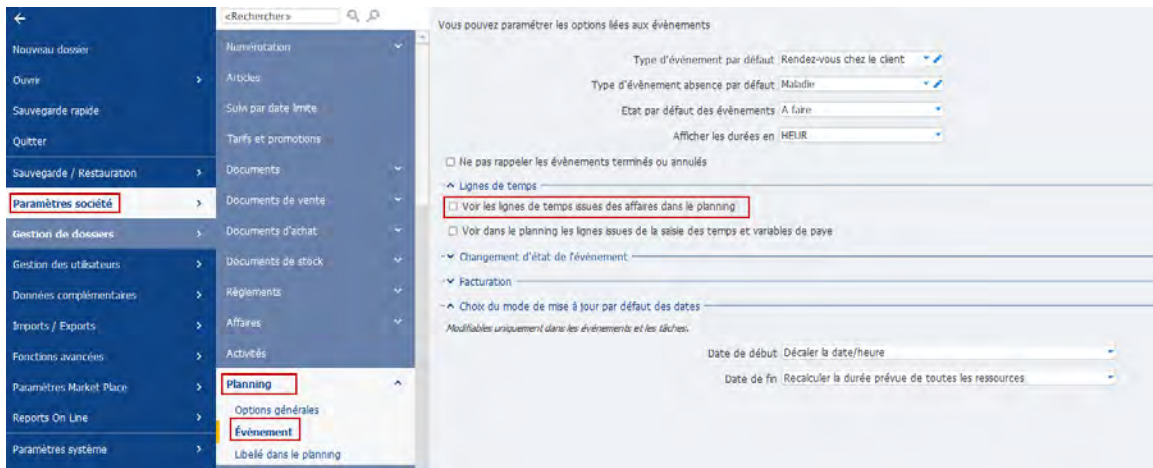 Nouveau dossier
Ouvrir
Sauvegarde rapide
Quitter
Sauvegarde / Restauration
Paramètres société
Gestion de dossiers
Gestion des utilisateurs
Données complémentaires
Imports / Exports
Fonctions avancées
Paramètres Market Place
Reports On Line
Paramètres système
<Rechercher>
Numérotation
Articles
Suivi par date limite
Tarifs et promotions
Documents
Documents de vente
Documents d'achat
Documents de stock
Règlements
Affaires
Activités
Planning
Options générales
Évènement
Libellé dans le planning
Vous pouvez paramétrer les options liées aux évènements
Type d'évènement par défaut Rendez-vous chez le client
Type d'évènement absence par défaut Maladie
Etat par défaut des évènements A faire
Afficher les durées en HEUR
Ne pas rappeler les évènements terminés ou annulés
Lignes de temps
Voir les lignes de temps issues des affaires dans le planning
Voir dans le planning les lignes issues de la saisie des temps et variables de paye
Changement d'état de l'évènement
Facturation
Choix du mode de mise à jour par défaut des dates
Modifiables uniquement dans les évènements et les tâches.
Date de début Décaler la date/heure
Date de fin Recalculer la durée prévue de toutes les ressources